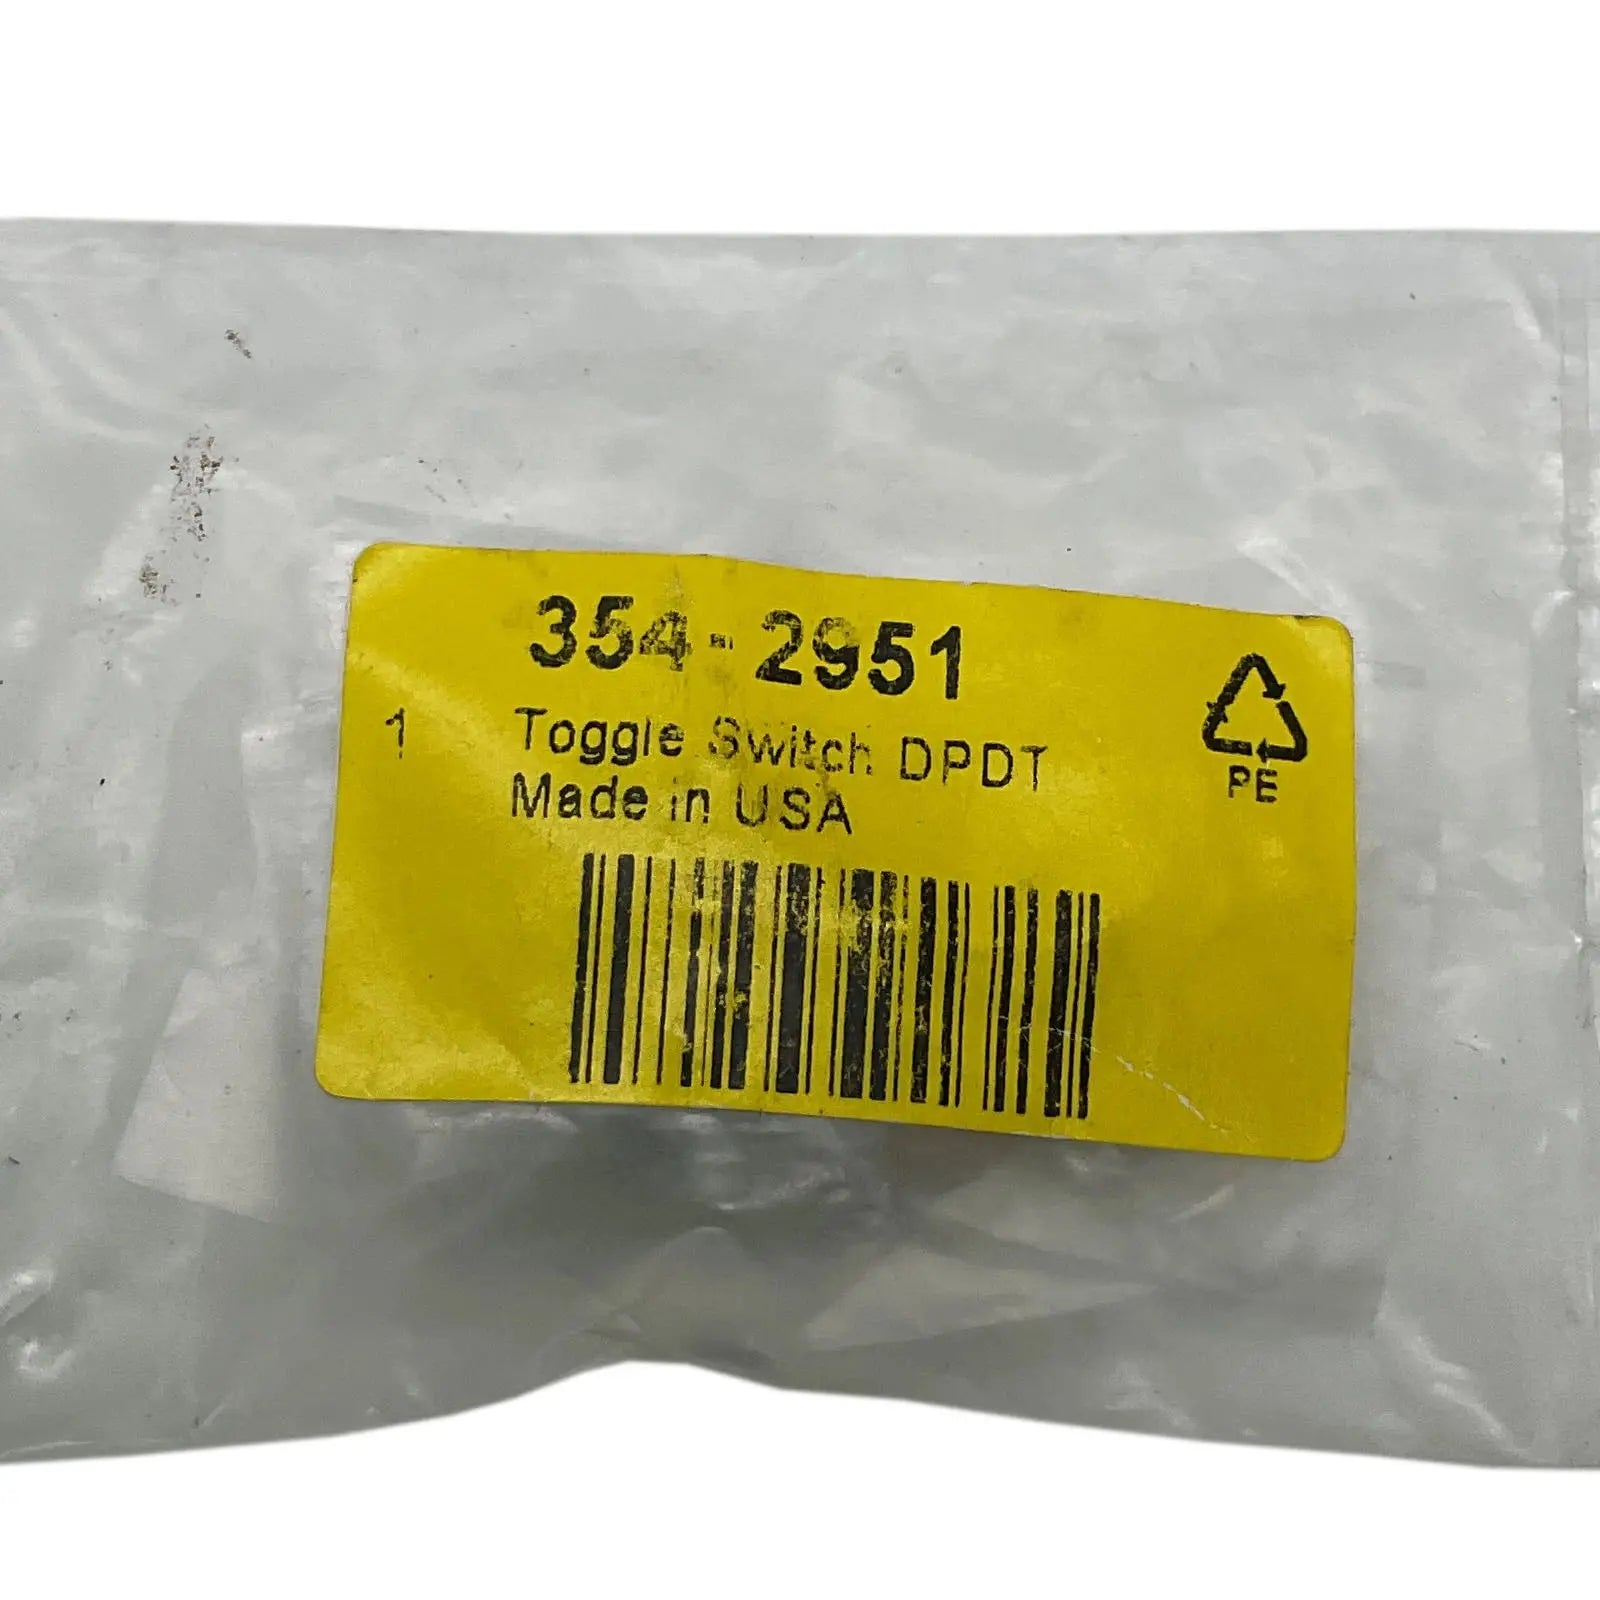 354-2951
1 Toggle Switch DPDT
Made in USA
PE